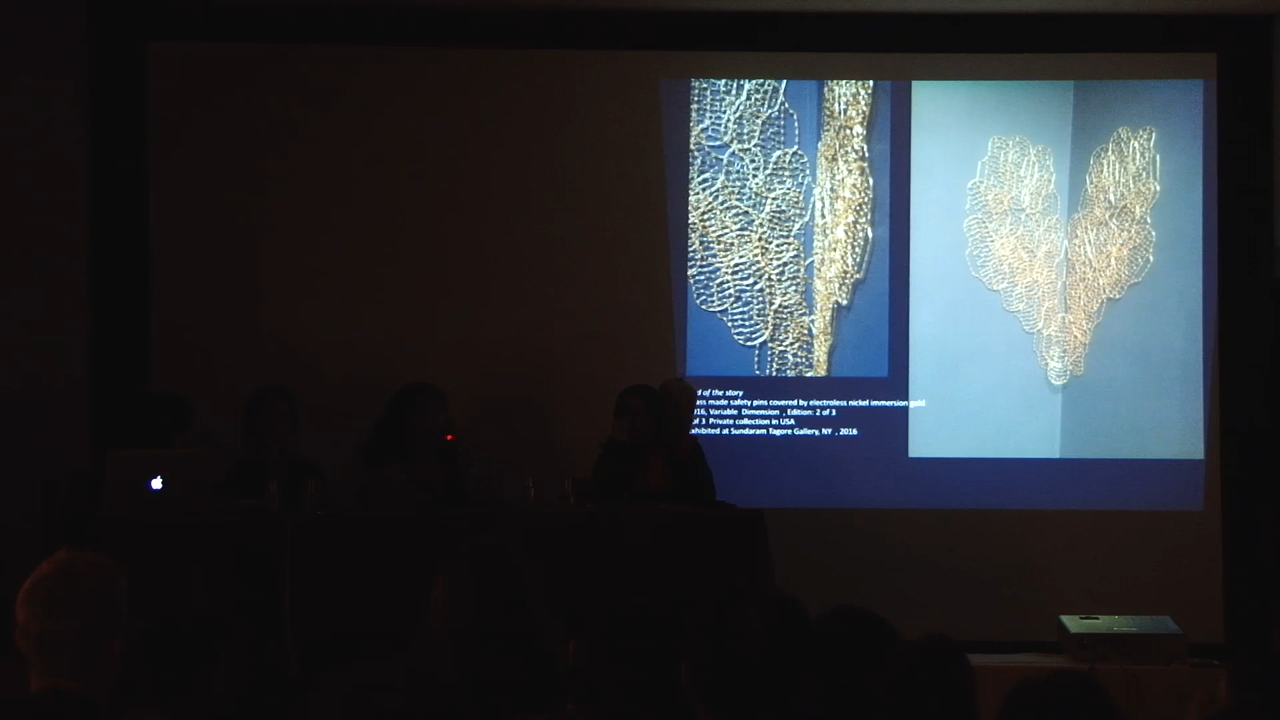 d of the story
ass made safety pins covered by electroless nickel immersion gold
016, Variable Dimension , Edition: 2 of 3
of 3 Private collection in USA
xhibited at Sundaram Tagore Gallery, NY , 2016